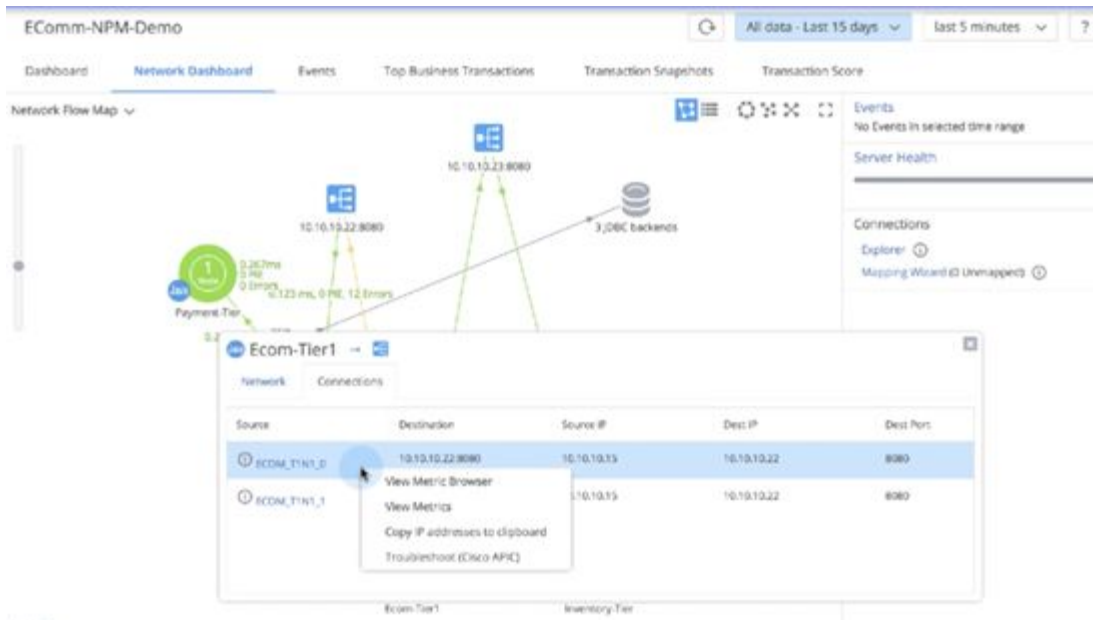 EComm-NPM-Demo
All data - Last 15 days
last 5 minutes
?
Dashboard
Network Dashboard
Events
Top Business Transactions
Transaction Snapshots
Transaction Score
Network Flow Map
Events
No Events in selected time range
Server Health
Connections
Explorer
Mapping Wizard (0 Unmapped)
10.10.10.23:8080
10.10.10.22:8080
3 JDBC backends
1
Node
Java
0.267ms
0 PIE
0 Errors
0.123 ms, 0 PIE, 12 Errors
Payment-Tier
Ecom-Tier1
Network
Connections
Source
Destination
Source IP
Dest IP
Dest Port
ECOM_T1N1_0
10.10.10.22:8080
10.10.10.15
10.10.10.22
8080
ECOM_T1N1_1
10.10.15
10.10.10.22
8080
View Metric Browser
View Metrics
Copy IP addresses to clipboard
Troubleshoot (Cisco APIC)
Ecom-Tier1
Inventory-Tier